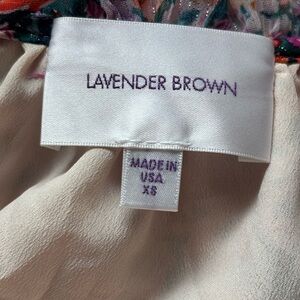 LAVENDER BROWN
MADE IN
USA
XS